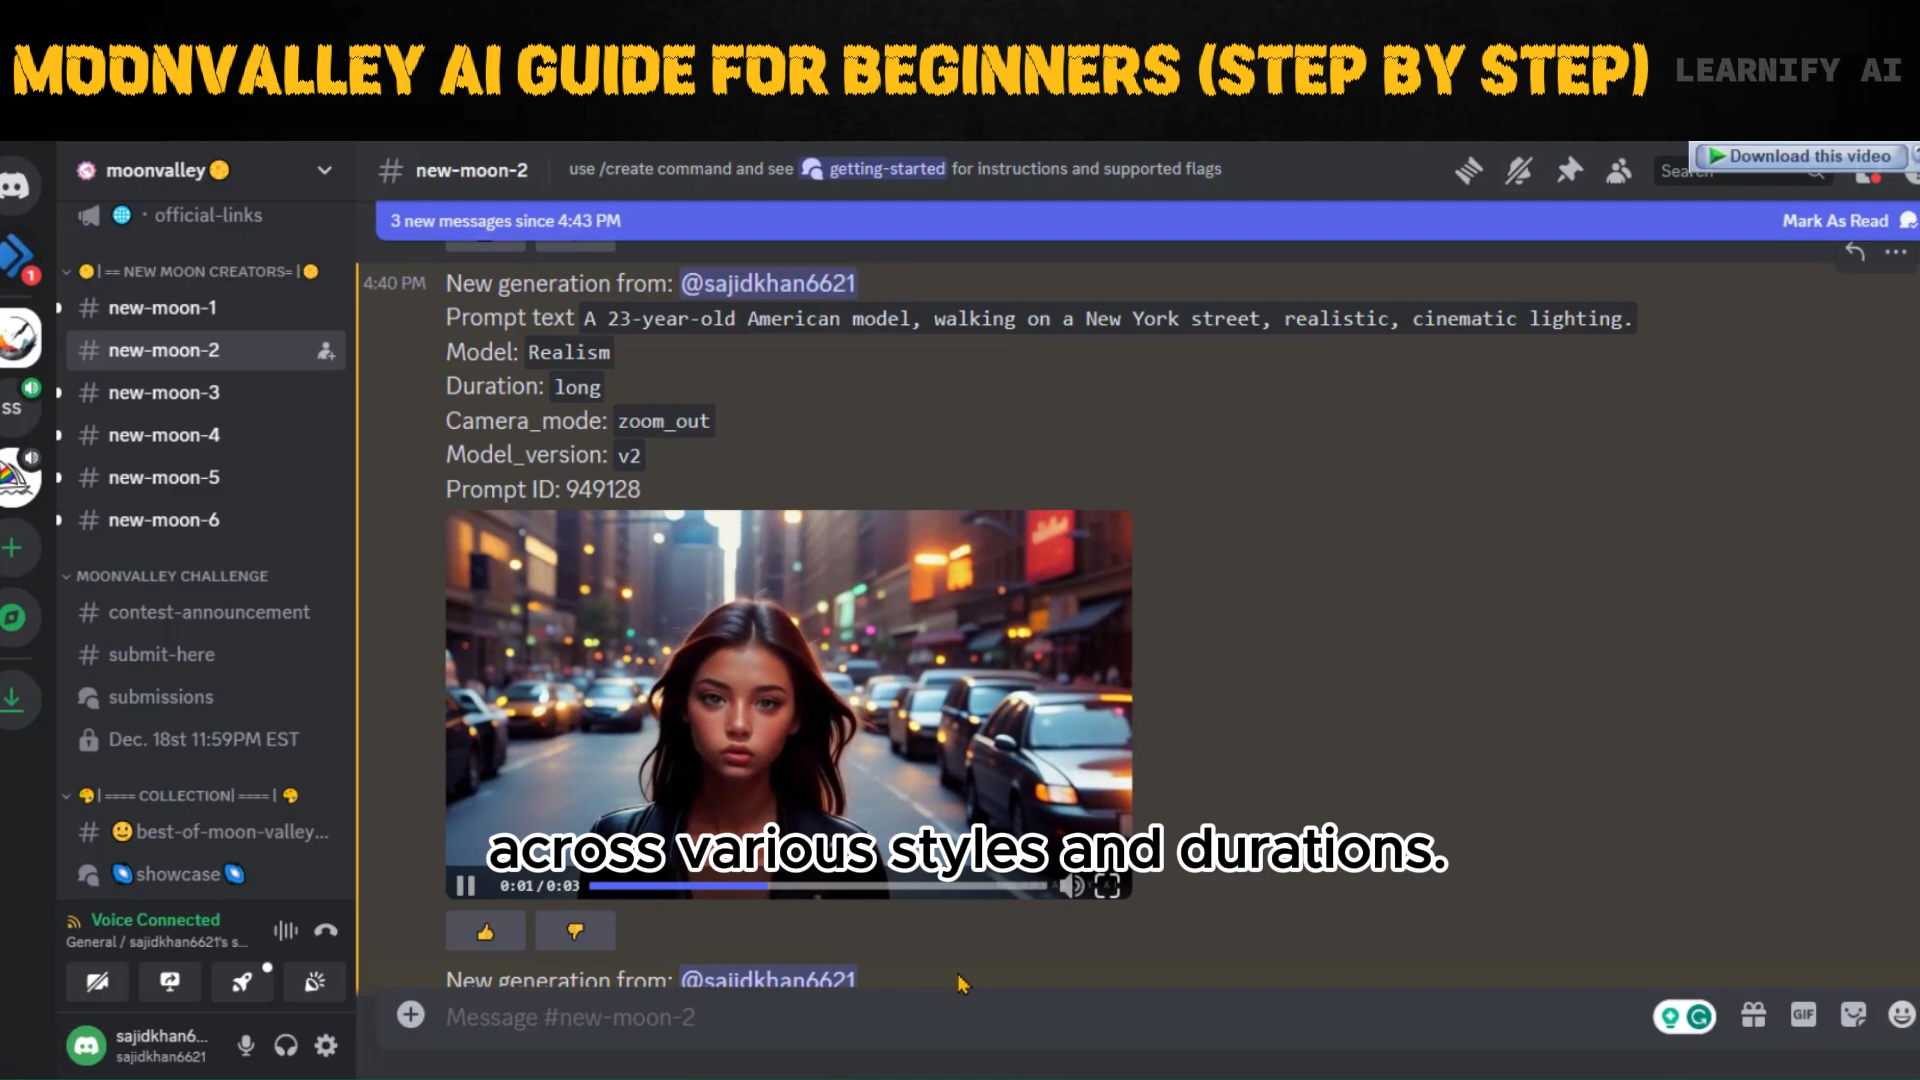 MOONVALLEY AI GUIDE FOR BEGINNERS (STEP BY STEP)
LEARNIFY AI
moonvalley
# new-moon-2
use /create command and see getting-started for instructions and supported flags
Search
Download this video
3 new messages since 4:43 PM
Mark As Read
· official-links
| == NEW MOON CREATORS= |
# new-moon-1
# new-moon-2
# new-moon-3
# new-moon-4
# new-moon-5
# new-moon-6
MOONVALLEY CHALLENGE
# contest-announcement
# submit-here
submissions
Dec. 18st 11:59PM EST
| ==== COLLECTION| ==== |
# best-of-moon-valley...
showcase
1
ss
Voice Connected
General / sajidkhan6621's s...
sajidkhan6...
sajidkhan6621
4:40 PM
New generation from: @sajidkhan6621
Prompt text A 23-year-old American model, walking on a New York street, realistic, cinematic lighting.
Model: Realism
Duration: long
Camera_mode: zoom_out
Model_version: v2
Prompt ID: 949128
across various styles and durations.
0:01/0:03
New generation from: @sajidkhan6621
Message #new-moon-2
GIF